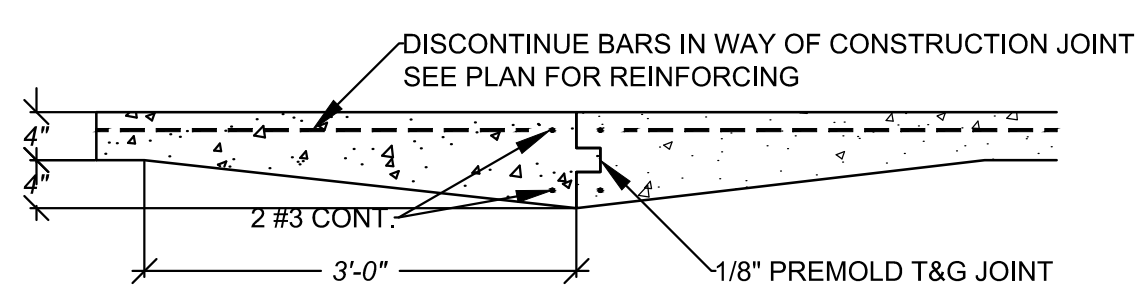 DISCONTINUE BARS IN WAY OF CONSTRUCTION JOINT
SEE PLAN FOR REINFORCING
4"
4"
2 #3 CONT.
3'-0"
1/8" PREMOLD T&G JOINT